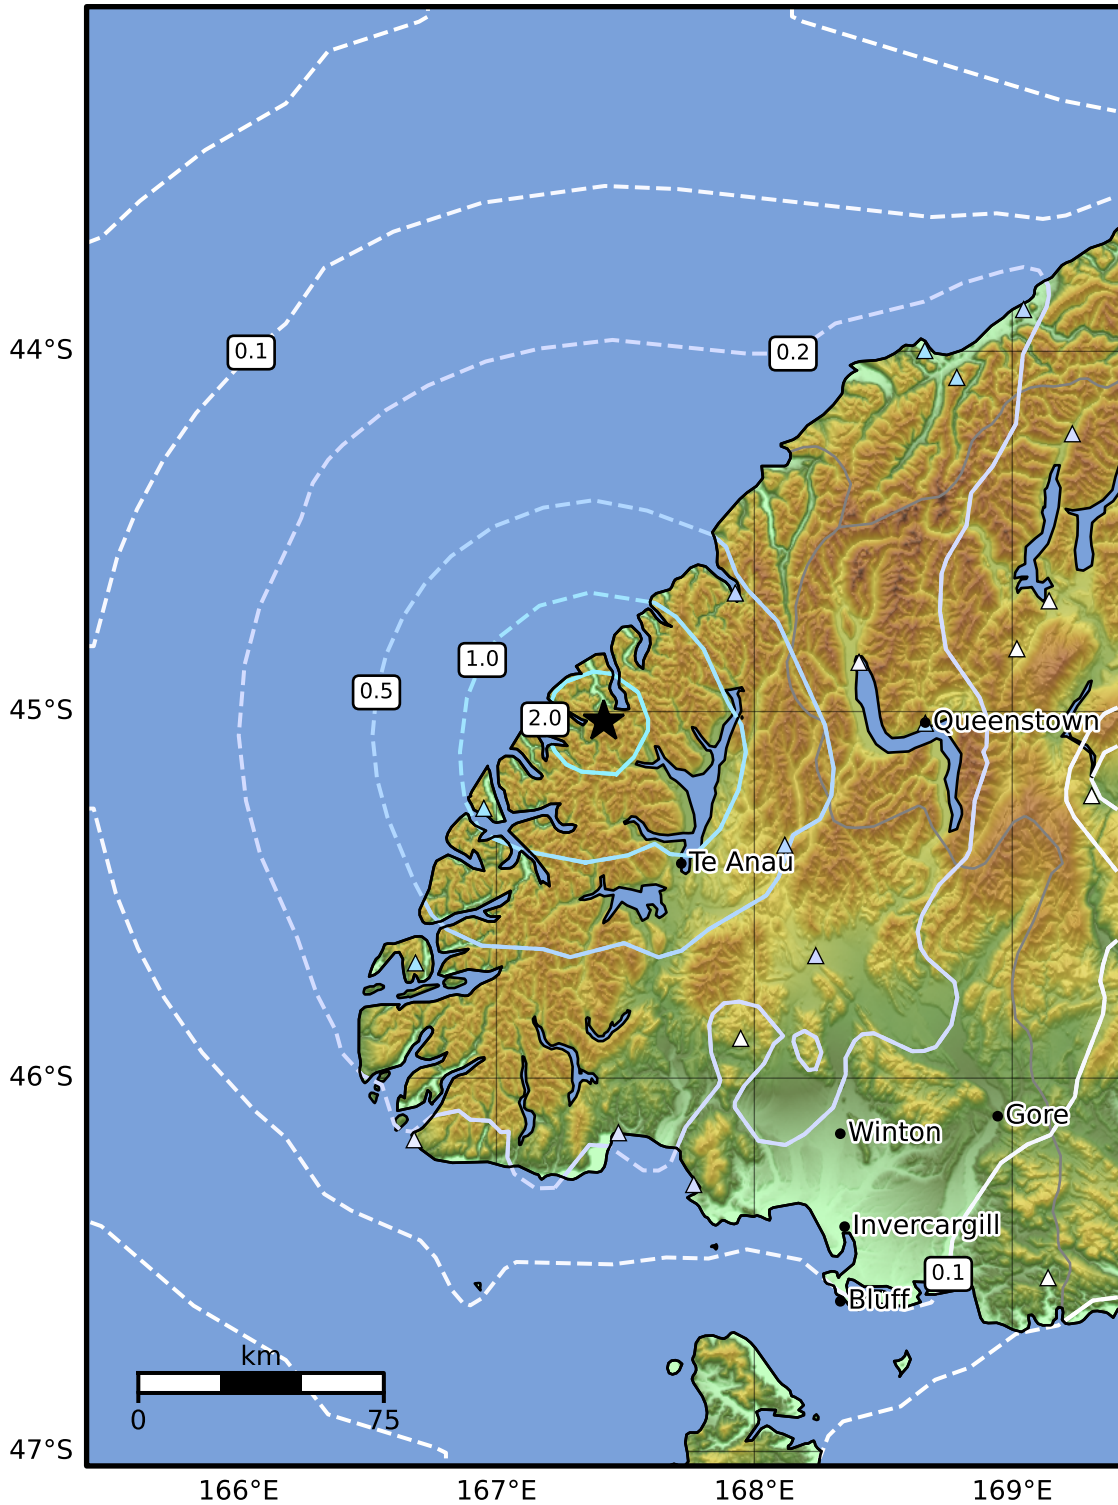 0.1
44°S
0.2
1.0
0.5
45°S
2.0
Queenstown
Te Anau
46°S
Gore
Winton
Invercargill
0.1
Bluff
km
0
75
47°S
166°E
167°E
168°E
169°E